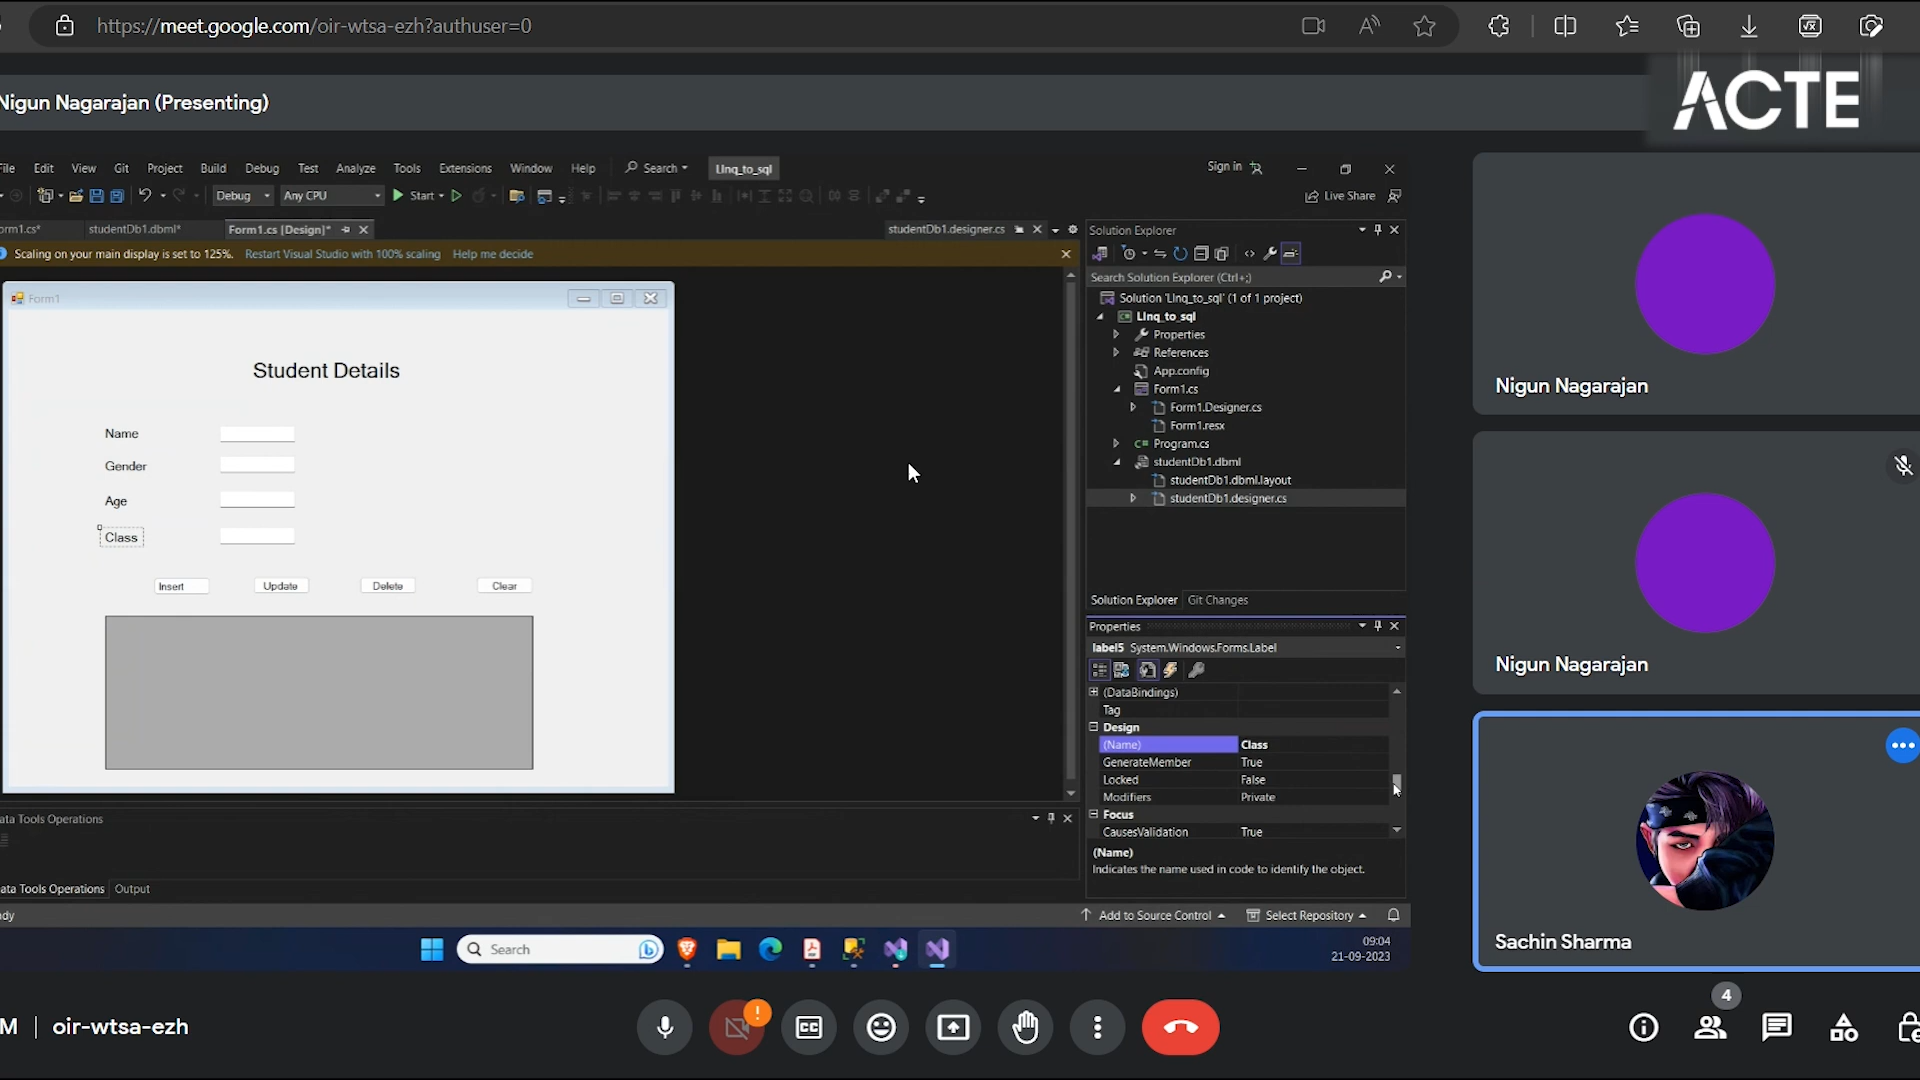 https://meet.google.com/oir-wtsa-ezh?authuser=0
ACTE
Nigun Nagarajan (Presenting)
File Edit View Git Project Build Debug Test Analyze Tools Extensions Window Help Search LInq_to_sql Sign in
Debug Any CPU Start Live Share
orm1.cs* studentDb1.dbml* Form1.cs [Design]* studentDb1.designer.cs
Scaling on your main display is set to 125%. Restart Visual Studio with 100% scaling Help me decide
Form1
Student Details
Name
Gender
Age
Class
Insert Update Delete Clear
ata Tools Operations
ata Tools Operations Output
ady
Solution Explorer
Search Solution Explorer (Ctrl+;)
Solution 'LInq_to_sql' (1 of 1 project)
LInq_to_sql
Properties
References
App.config
Form1.cs
Form1.Designer.cs
Form1.resx
C# Program.cs
studentDb1.dbml
studentDb1.dbml.layout
studentDb1.designer.cs
Solution Explorer Git Changes
Properties
label5 System.Windows.Forms.Label
(DataBindings)
Tag
Design
(Name) Class
GenerateMember True
Locked False
Modifiers Private
Focus
CausesValidation True
(Name)
Indicates the name used in code to identify the object.
Add to Source Control Select Repository
Search
09:04
21-09-2023
Nigun Nagarajan
Nigun Nagarajan
Sachin Sharma
M | oir-wtsa-ezh
CC
4